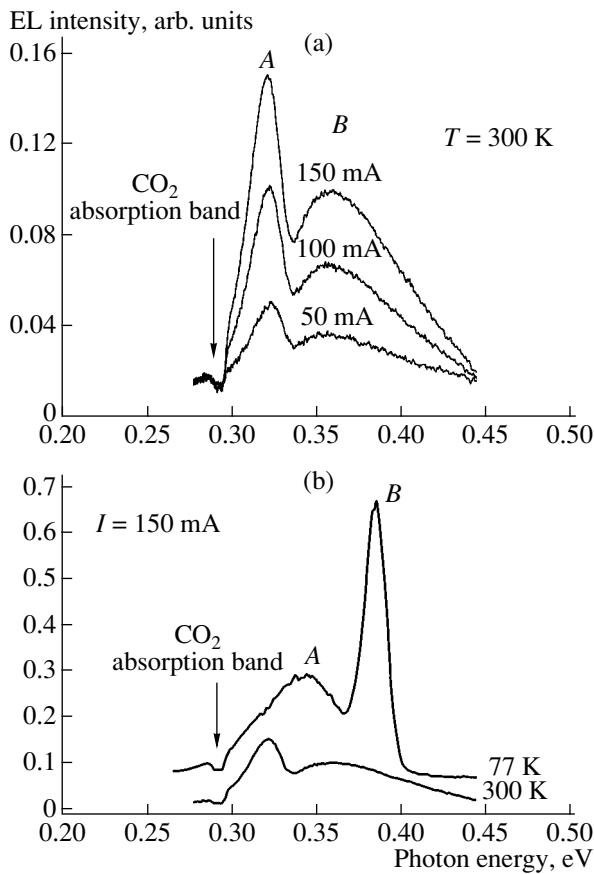 EL intensity, arb. units
(a)
0.16
A
B
T = 300 K
0.12
150 mA
CO2
absorption band
0.08
100 mA
50 mA
0.04
0
0.20 0.25 0.30 0.35 0.40 0.45 0.50
(b)
0.7
B
I = 150 mA
0.6
0.5
0.4
CO2
absorption band
A
0.3
0.2
0.1
77 K
300 K
0
0.20 0.25 0.30 0.35 0.40 0.45 0.50
Photon energy, eV